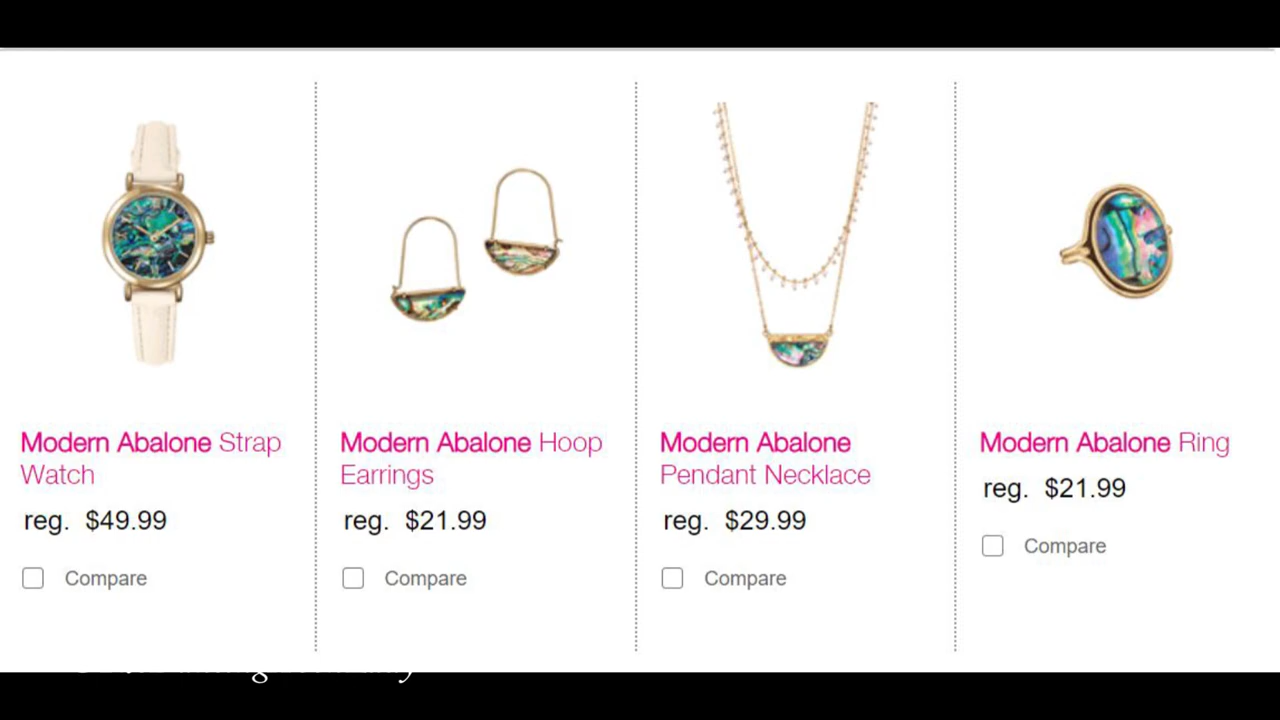 Modern Abalone Strap
Watch
reg. $49.99
Compare
Modern Abalone Hoop
Earrings
reg. $21.99
Compare
Modern Abalone
Pendant Necklace
reg. $29.99
Compare
Modern Abalone Ring
reg. $21.99
Compare